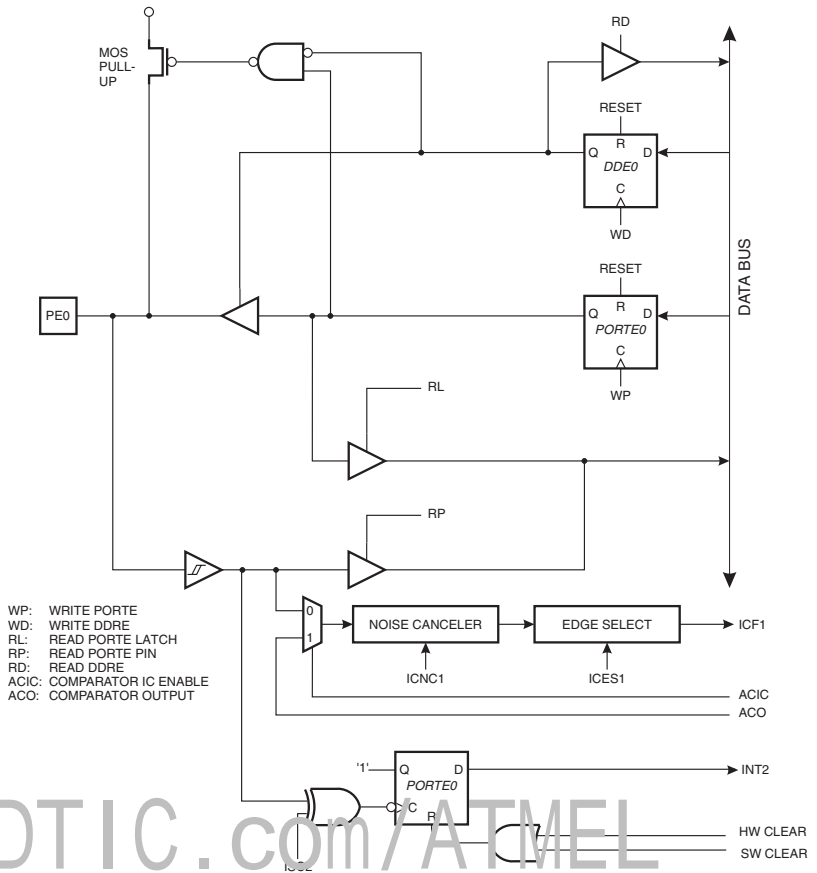 RD
MOS
PULL-
UP
RESET
R
Q
D
DDE0
C
WD
DATA BUS
RESET
PE0
R
Q
D
PORTE0
C
WP
RL
RP
WP: WRITE PORTE
WD: WRITE DDRE
RL: READ PORTE LATCH
RP: READ PORTE PIN
RD: READ DDRE
ACIC: COMPARATOR IC ENABLE
ACO: COMPARATOR OUTPUT
0
1
NOISE CANCELER
EDGE SELECT
ICF1
ICNC1
ICES1
ACIC
ACO
'1'
Q
D
INT2
PORTE0
C
R
HW CLEAR
SW CLEAR
DTIC.com/ATMEL